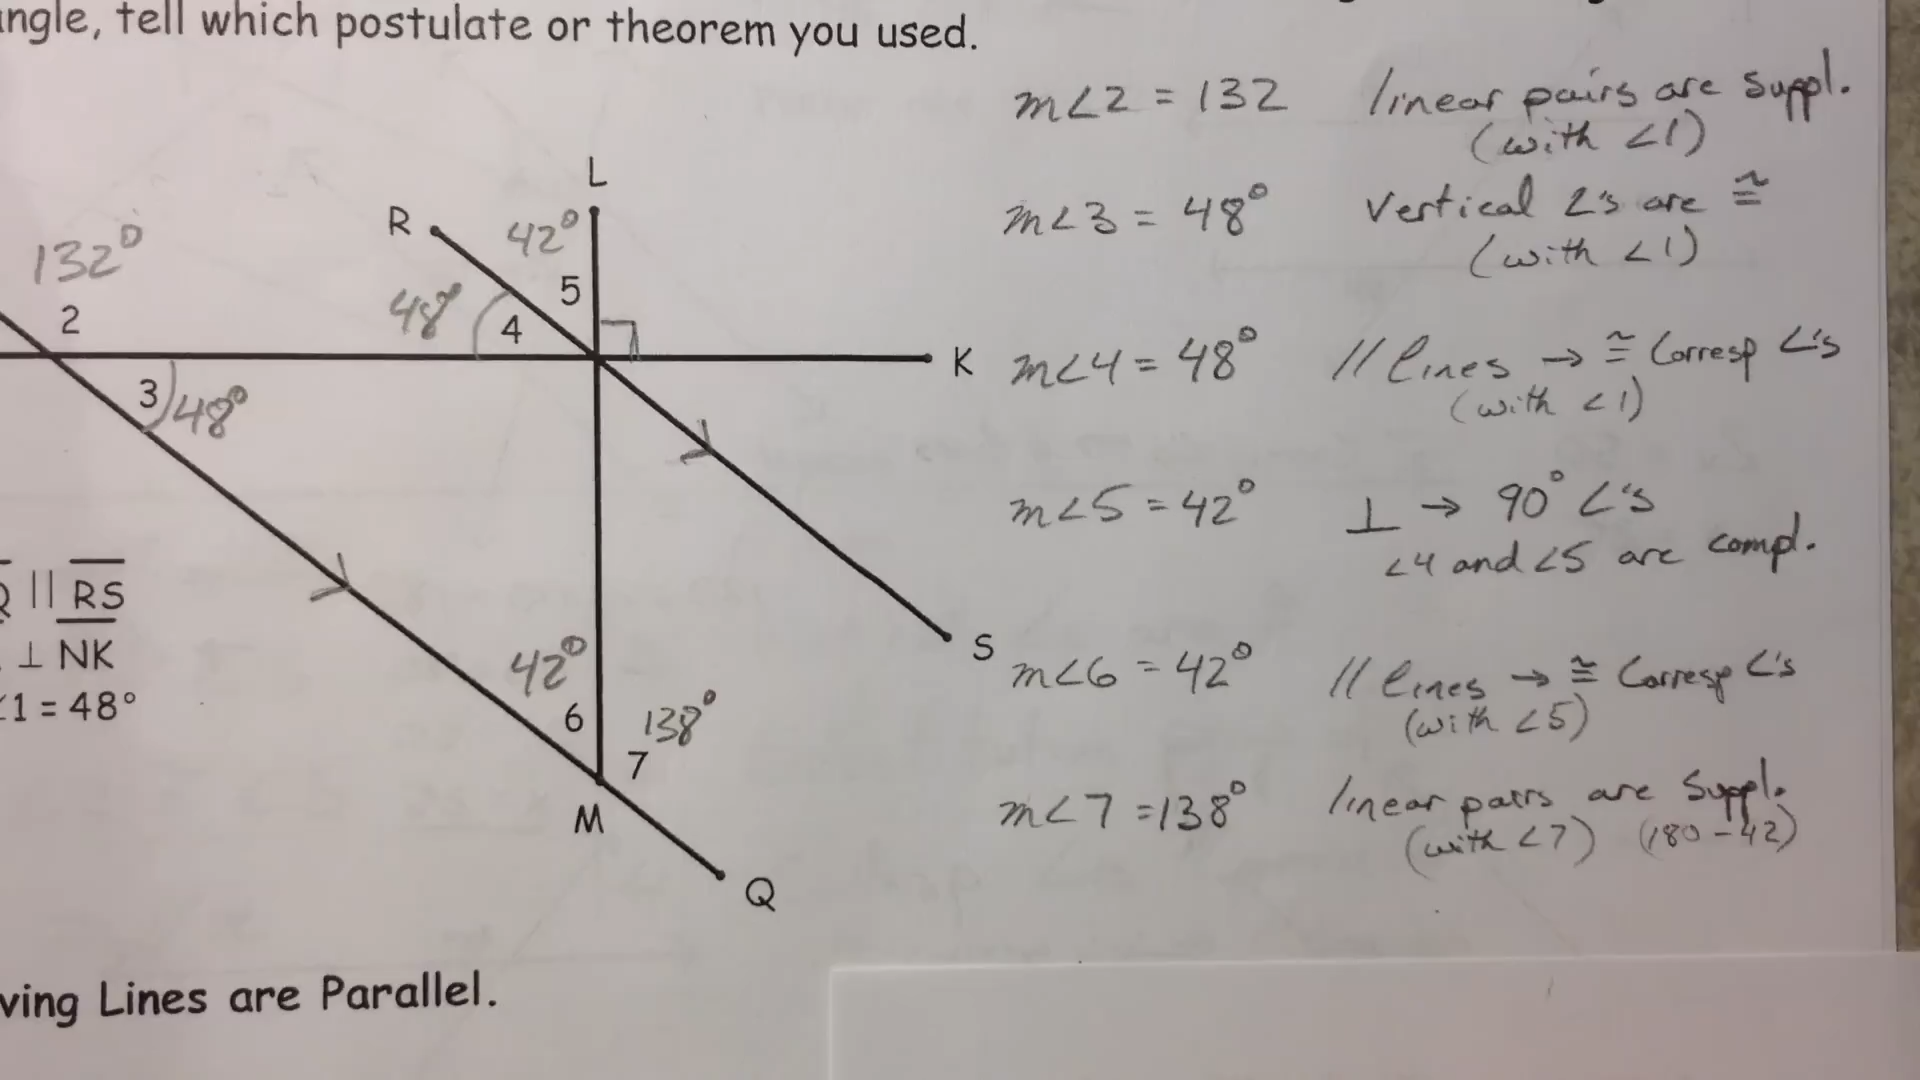 angle, tell which postulate or theorem you used.
m∠2 = 132 linear pairs are suppl.
(with ∠1)
m∠3 = 48° vertical ∠'s are ≅
(with ∠1)
m∠4 = 48° // lines → ≅ Corresp ∠'s
(with ∠1)
m∠5 = 42° ⊥ → 90° ∠'s
∠4 and ∠5 are compl.
m∠6 = 42° // lines → ≅ Corresp ∠'s
(with ∠5)
m∠7 = 138° linear pairs are suppl.
(with ∠7) (180 - 42)
L
R
42°
132°
5
48°
2
4
K
3
48°
S
42°
6
138°
7
M
Q
Q || RS
⊥ NK
∠1 = 48°
ving Lines are Parallel.